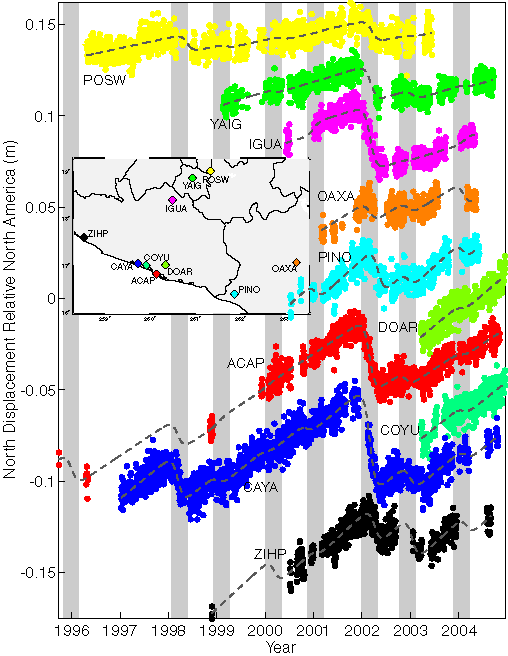 North Displacement Relative North America (m)
0.15
0.1
0.05
0
-0.05
-0.1
-0.15
POSW
YAIG
IGUA
OAXA
PINO
DOAR
ACAP
COYU
CAYA
ZIHP
POSW
YAIG
IGUA
ZIHP
COYU
CAYA
DOAR
ACAP
OAXA
PINO
17
1996 1997 1998 1999 2000 2001 2002 2003 2004
Year